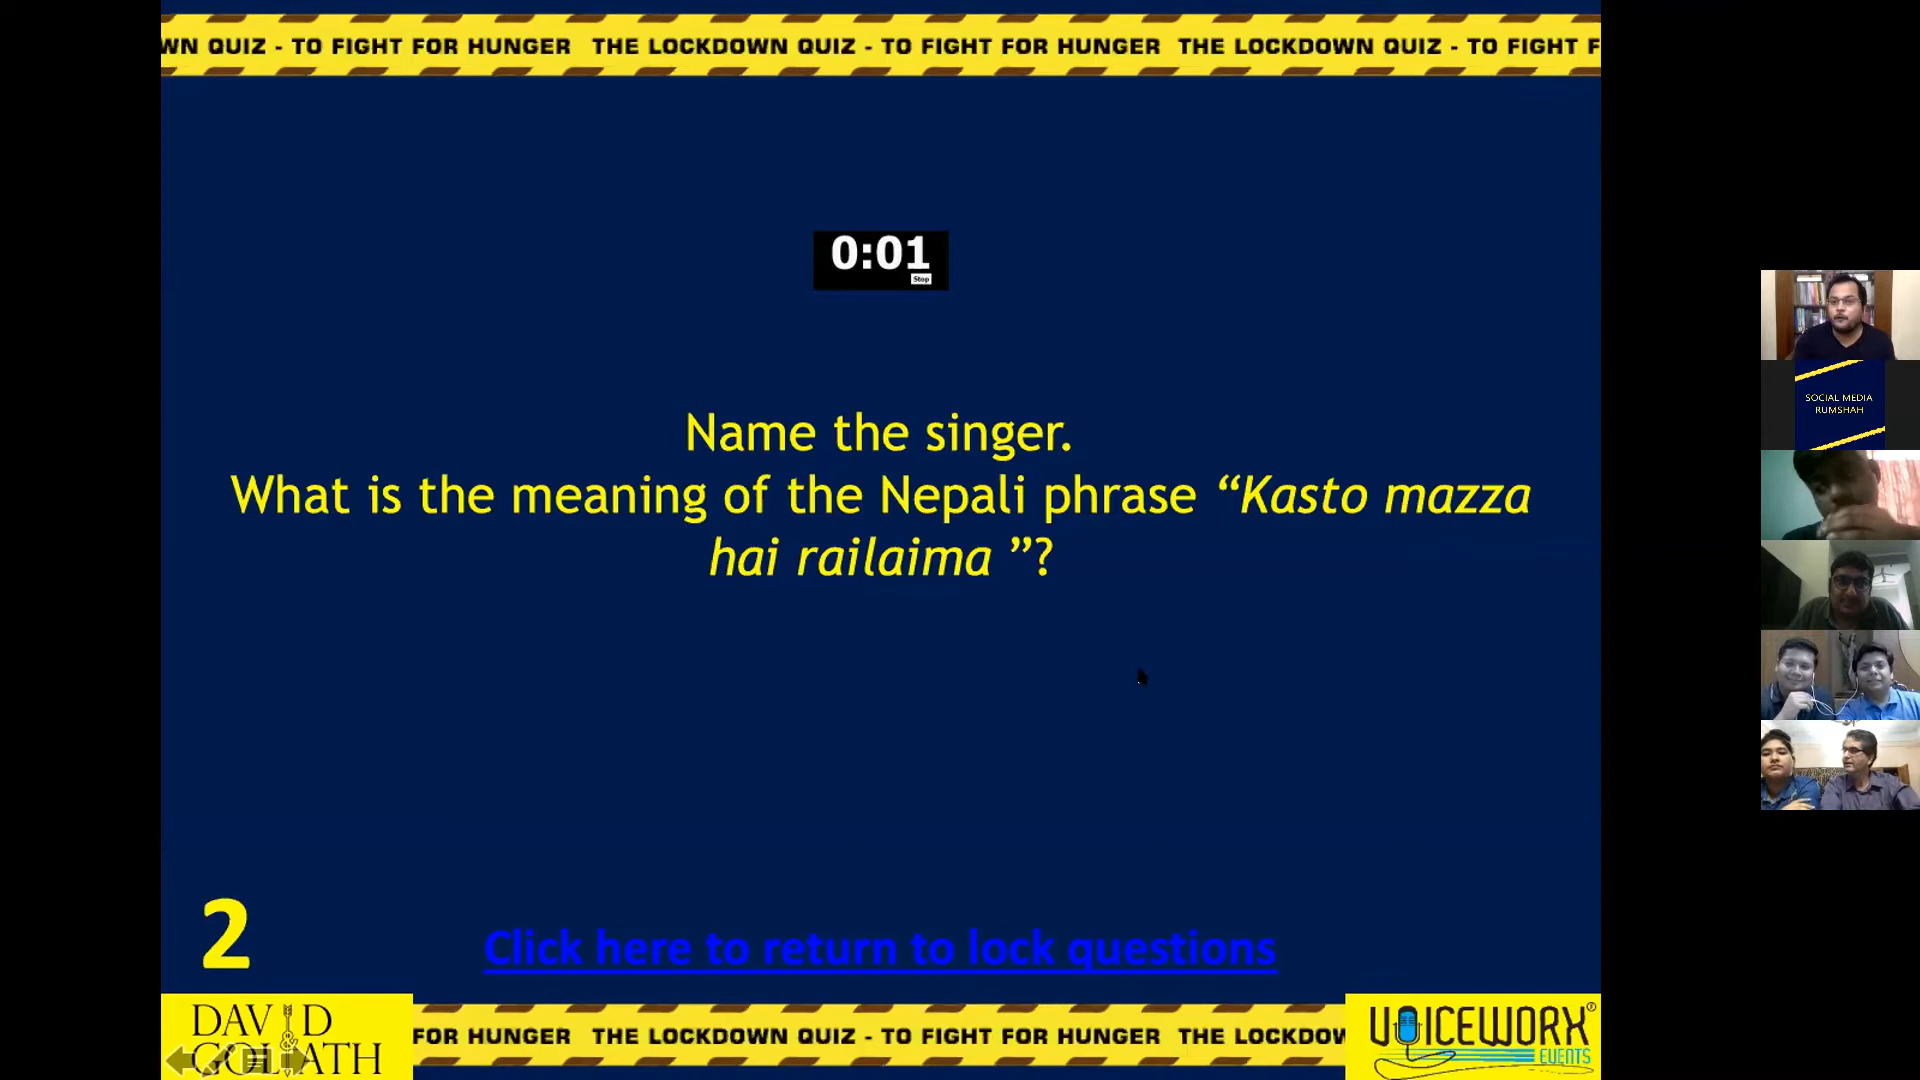 WN QUIZ - TO FIGHT FOR HUNGER THE LOCKDOWN QUIZ - TO FIGHT FOR HUNGER THE LOCKDOWN QUIZ - TO FIGHT F
0:01
Stop
Name the singer.
What is the meaning of the Nepali phrase “Kasto mazza
hai railaima ”?
SOCIAL MEDIA
RUMSHAH
2
Click here to return to lock questions
DAVID
&
GOLIATH
FOR HUNGER THE LOCKDOWN QUIZ - TO FIGHT FOR HUNGER THE LOCKDOW
VOICEWORX®
EVENTS